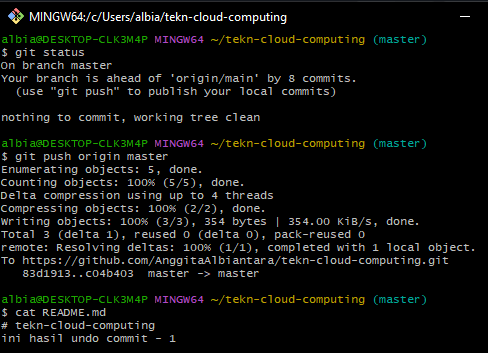 MINGW64:/c/Users/albia/tekn-cloud-computing
albia@DESKTOP-CLK3M4P MINGW64 ~/tekn-cloud-computing (master)
$ git status
On branch master
Your branch is ahead of 'origin/main' by 8 commits.
  (use "git push" to publish your local commits)

nothing to commit, working tree clean

albia@DESKTOP-CLK3M4P MINGW64 ~/tekn-cloud-computing (master)
$ git push origin master
Enumerating objects: 5, done.
Counting objects: 100% (5/5), done.
Delta compression using up to 4 threads
Compressing objects: 100% (2/2), done.
Writing objects: 100% (3/3), 354 bytes | 354.00 KiB/s, done.
Total 3 (delta 1), reused 0 (delta 0), pack-reused 0
remote: Resolving deltas: 100% (1/1), completed with 1 local object.
To https://github.com/AnggitaAlbiantara/tekn-cloud-computing.git
   83d1913..c04b403  master -> master

albia@DESKTOP-CLK3M4P MINGW64 ~/tekn-cloud-computing (master)
$ cat README.md
# tekn-cloud-computing
ini hasil undo commit - 1